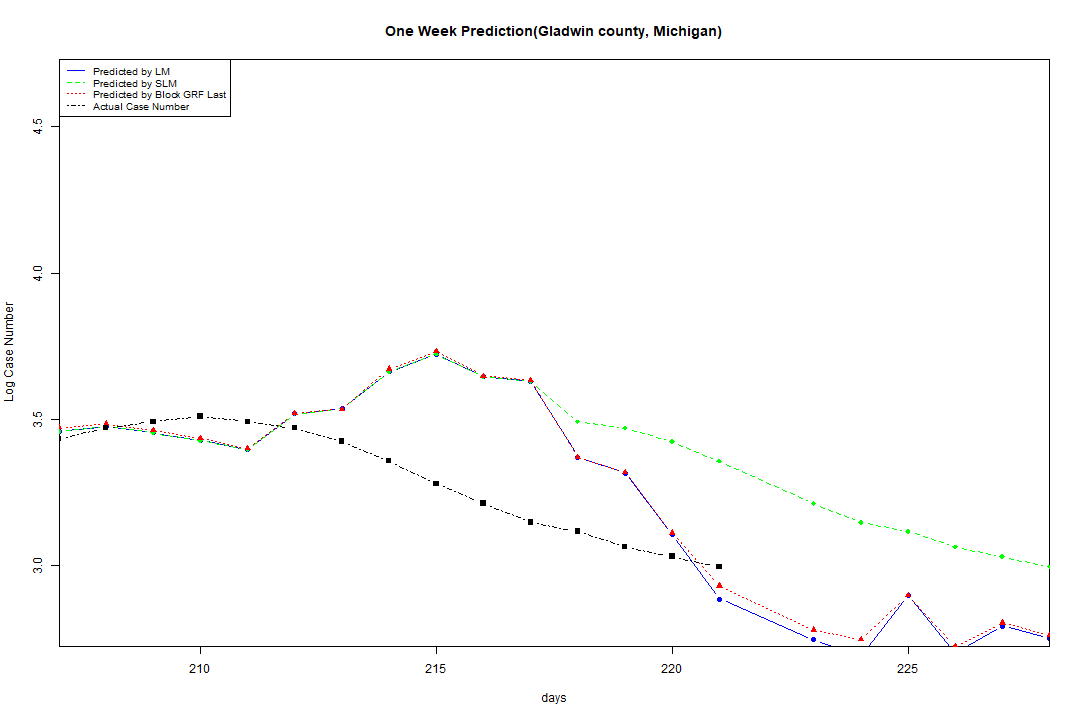 One Week Prediction(Gladwin county, Michigan)
Predicted by LM
Predicted by SLM
Predicted by Block GRF Last
Actual Case Number
4.5
4.0
3.5
3.0
Log Case Number
210
215
220
225
days